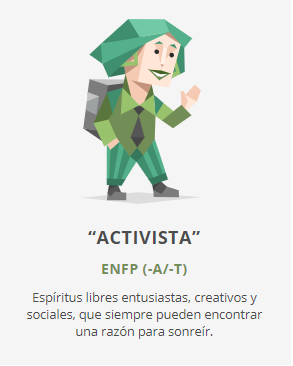 “ACTIVISTA”
ENFP (-A/-T)
Espíritus libres entusiastas, creativos y
sociales, que siempre pueden encontrar
una razón para sonreír.